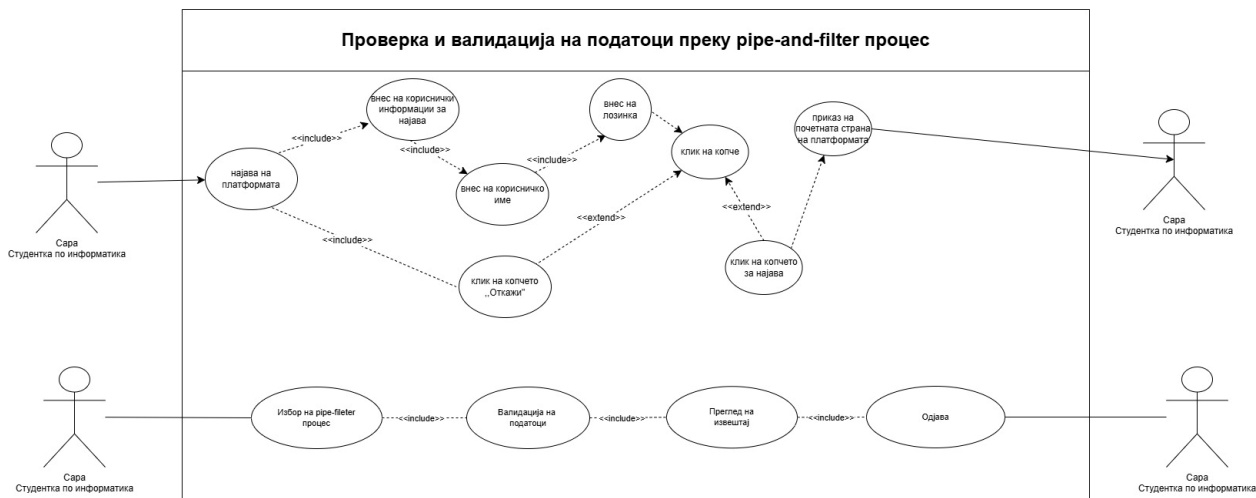 Проверка и валидација на податоци преку pipe-and-filter процес
внес на кориснички
информации за
најава
внес на
лозинка
приказ на
почетната страна
на платформата
<<include>>
<<include>>
<<include>>
клик на копче
најава на
платформата
внес на корисничко
име
<<extend>>
<<extend>>
<<include>>
Сара
Студентка по информатика
Сара
Студентка по информатика
клик на копчето
,,Откажи“
клик на копчето
за најава
Избор на pipe-fileter
процес
<<include>>
Валидација на
податоци
<<include>>
Преглед на
извештај
<<include>>
Одјава
Сара
Студентка по информатика
Сара
Студентка по информатика